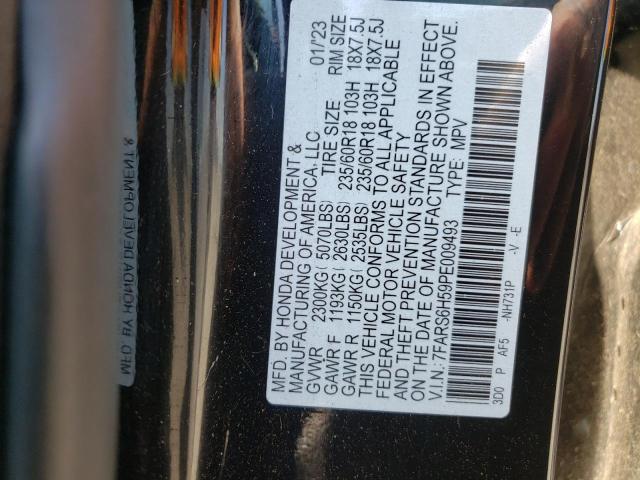 MFD. BY HONDA DEVELOPMENT &
MANUFACTURING OF AMERICA, LLC 01/23
GVWR 2300KG( 5070LBS) TIRE SIZE RIM SIZE
GAWR F 1193KG( 2630LBS) 235/60R18 103H 18X7.5J
GAWR R 1150KG( 2535LBS) 235/60R18 103H 18X7.5J
THIS VEHICLE CONFORMS TO ALL APPLICABLE
FEDERAL MOTOR VEHICLE SAFETY
AND THEFT PREVENTION STANDARDS IN EFFECT
ON THE DATE OF MANUFACTURE SHOWN ABOVE.
V.I.N.: 7FARS6H59PE009493 TYPE: MPV
3D0 P AF5 -NH731P -V -E
MFD. BY HONDA DEVELOPMENT &